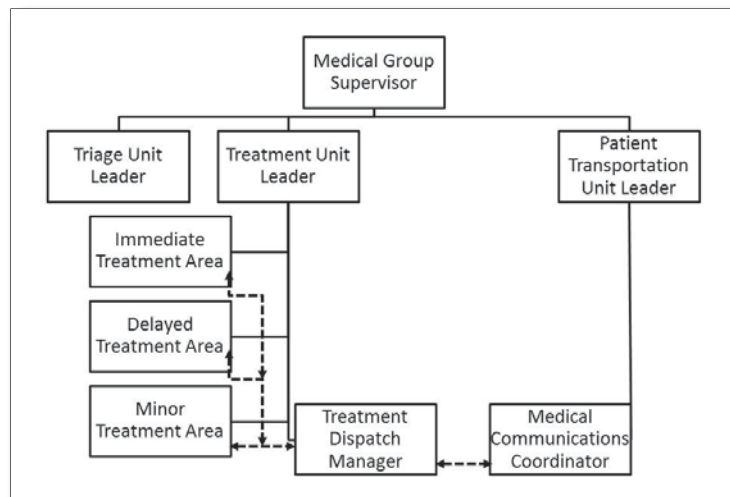 Medical Group
Supervisor
Triage Unit
Leader
Treatment Unit
Leader
Patient
Transportation
Unit Leader
Immediate
Treatment Area
Delayed
Treatment Area
Minor
Treatment Area
Treatment
Dispatch
Manager
Medical
Communications
Coordinator